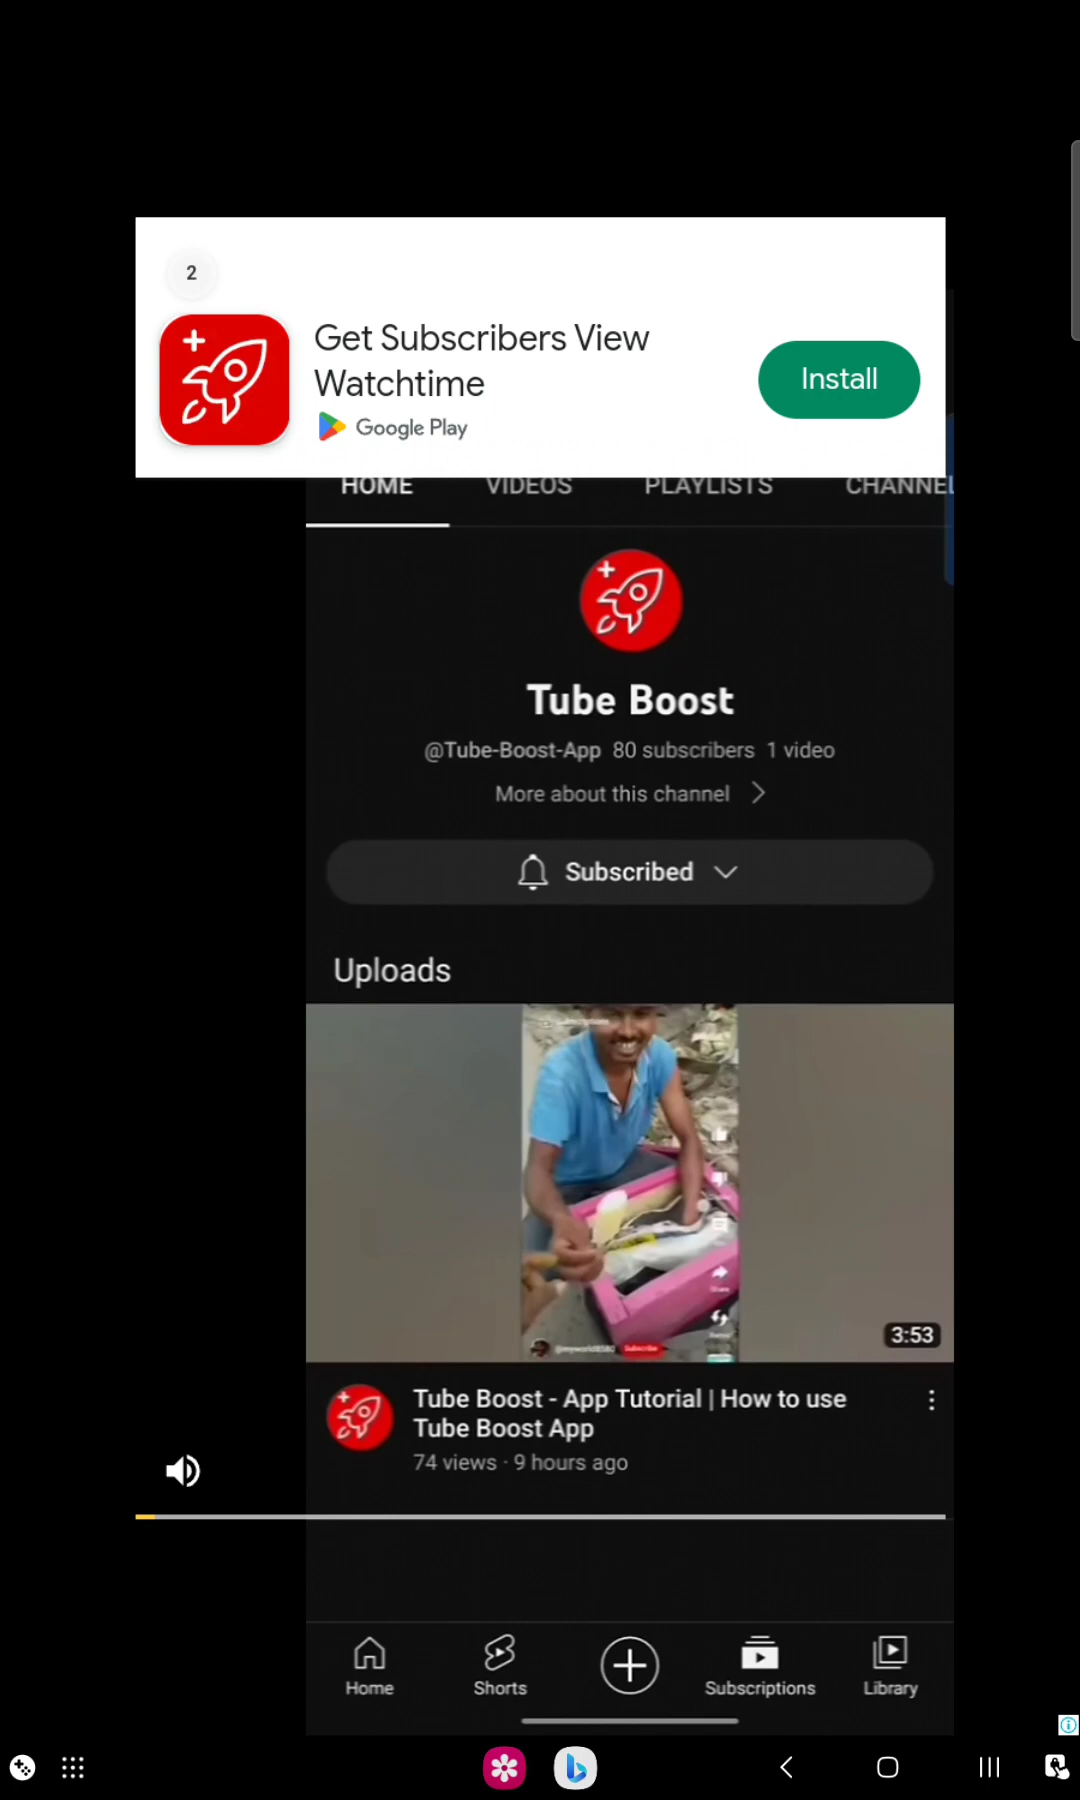 2
Get Subscribers View
Watchtime
Google Play
Install
HOME VIDEOS PLAYLISTS CHANNEL
Tube Boost
@Tube-Boost-App 80 subscribers 1 video
More about this channel
Subscribed
Uploads
Subscribe
3:53
Tube Boost - App Tutorial | How to use
Tube Boost App
74 views · 9 hours ago
Home Shorts Subscriptions Library